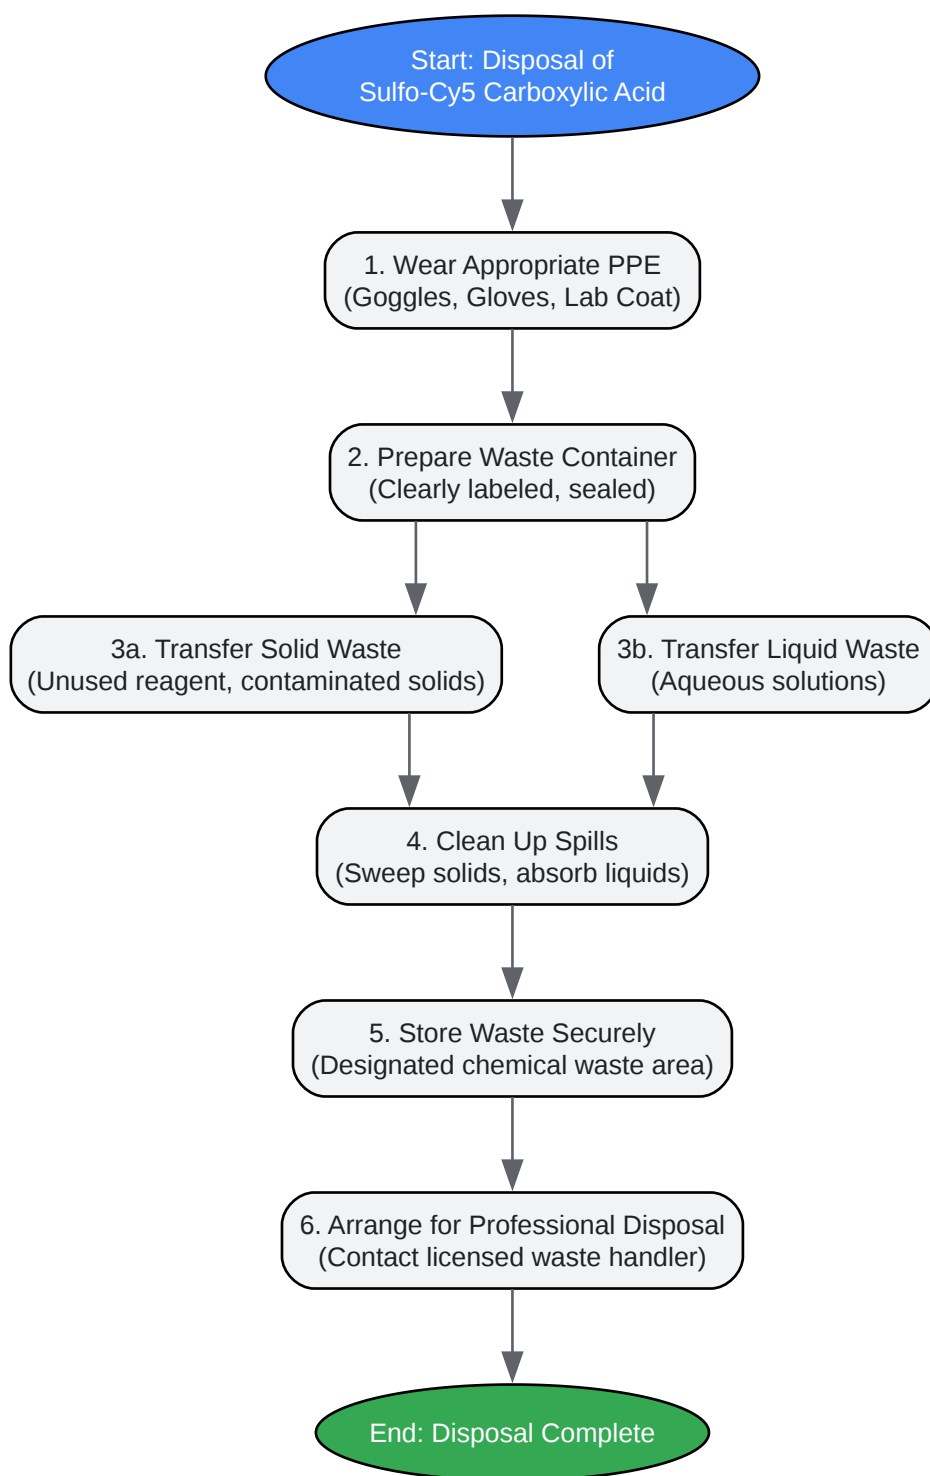 Start: Disposal of
Sulfo-Cy5 Carboxylic Acid
1. Wear Appropriate PPE
(Goggles, Gloves, Lab Coat)
2. Prepare Waste Container
(Clearly labeled, sealed)
3a. Transfer Solid Waste
(Unused reagent, contaminated solids)
3b. Transfer Liquid Waste
(Aqueous solutions)
4. Clean Up Spills
(Sweep solids, absorb liquids)
5. Store Waste Securely
(Designated chemical waste area)
6. Arrange for Professional Disposal
(Contact licensed waste handler)
End: Disposal Complete